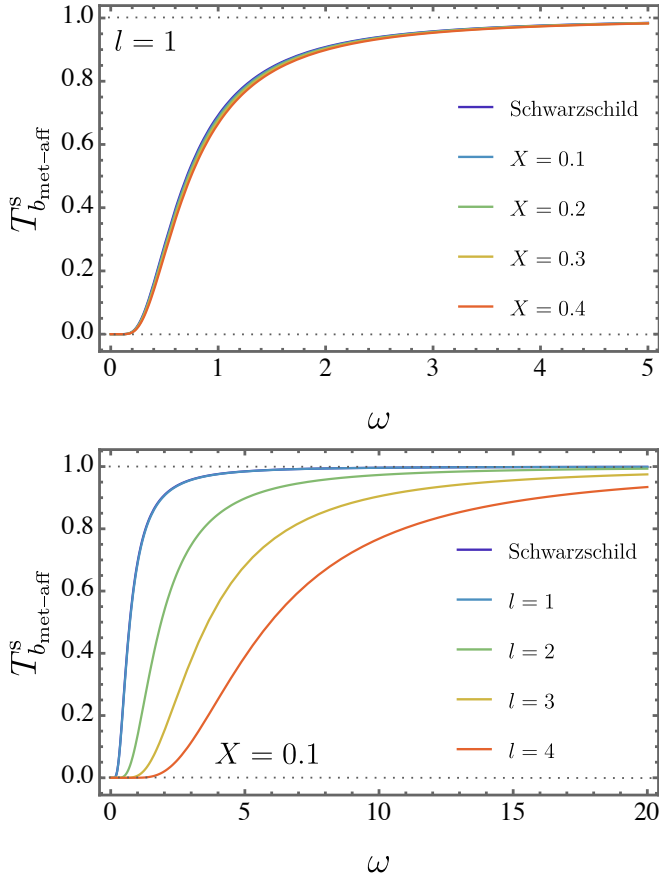 1.0
0.8
0.6
0.4
0.2
0.0
T^s_{b_{met−aff}}
l = 1
Schwarzschild
X = 0.1
X = 0.2
X = 0.3
X = 0.4
0 1 2 3 4 5
ω
1.0
0.8
0.6
0.4
0.2
0.0
T^s_{b_{met−aff}}
Schwarzschild
l = 1
l = 2
l = 3
l = 4
X = 0.1
0 5 10 15 20
ω